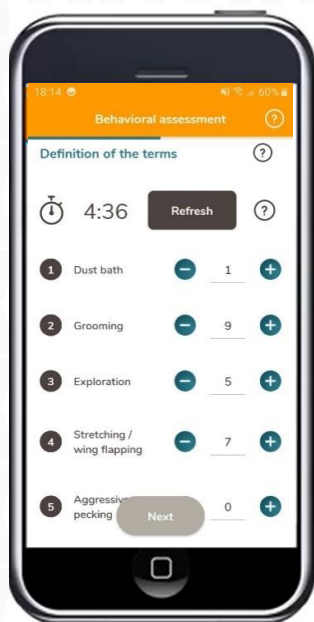 18:14 60%
Behavioral assessment ?
Definition of the terms ?
4:36 Refresh ?
1 Dust bath − 1 +
2 Grooming − 9 +
3 Exploration − 5 +
4 Stretching /
wing flapping − 7 +
5 Aggressive
pecking 0 +
Next